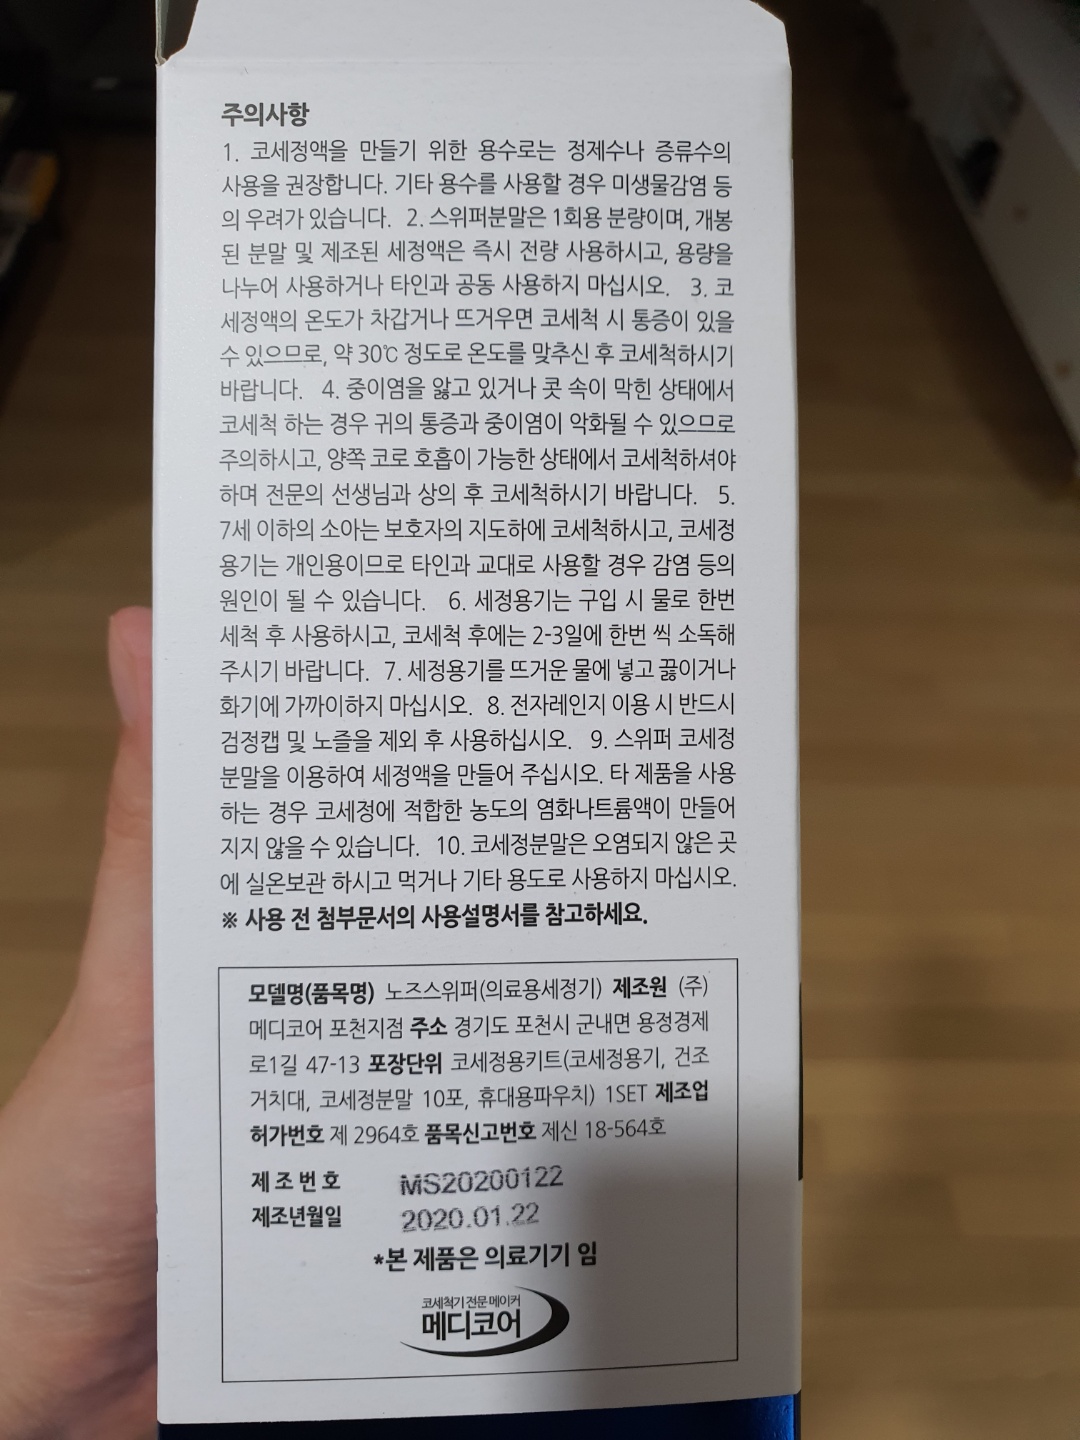 주의사항
1. 코세정액을 만들기 위한 용수로는 정제수나 증류수의
사용을 권장합니다. 기타 용수를 사용할 경우 미생물감염 등
의 우려가 있습니다. 2. 스위퍼분말은 1회용 분량이며, 개봉
된 분말 및 제조된 세정액은 즉시 전량 사용하시고, 용량을
나누어 사용하거나 타인과 공동 사용하지 마십시오. 3. 코
세정액의 온도가 차갑거나 뜨거우면 코세척 시 통증이 있을
수 있으므로, 약 30℃ 정도로 온도를 맞추신 후 코세척하시기
바랍니다. 4. 중이염을 앓고 있거나 콧 속이 막힌 상태에서
코세척 하는 경우 귀의 통증과 중이염이 악화될 수 있으므로
주의하시고, 양쪽 코로 호흡이 가능한 상태에서 코세척하셔야
하며 전문의 선생님과 상의 후 코세척하시기 바랍니다. 5.
7세 이하의 소아는 보호자의 지도하에 코세척하시고, 코세정
용기는 개인용이므로 타인과 교대로 사용할 경우 감염 등의
원인이 될 수 있습니다. 6. 세정용기는 구입 시 물로 한번
세척 후 사용하시고, 코세척 후에는 2-3일에 한번 씩 소독해
주시기 바랍니다. 7. 세정용기를 뜨거운 물에 넣고 끓이거나
화기에 가까이하지 마십시오. 8. 전자레인지 이용 시 반드시
검정캡 및 노즐을 제외 후 사용하십시오. 9. 스위퍼 코세정
분말을 이용하여 세정액을 만들어 주십시오. 타 제품을 사용
하는 경우 코세정에 적합한 농도의 염화나트륨액이 만들어
지지 않을 수 있습니다. 10. 코세정분말은 오염되지 않은 곳
에 실온보관 하시고 먹거나 기타 용도로 사용하지 마십시오.
※ 사용 전 첨부문서의 사용설명서를 참고하세요.
모델명(품목명) 노즈스위퍼(의료용세정기) 제조원 (주)
메디코어 포천지점 주소 경기도 포천시 군내면 용정경제
로1길 47-13 포장단위 코세정용키트(코세정용기, 건조
거치대, 코세정분말 10포, 휴대용파우치) 1SET 제조업
허가번호 제 2964호 품목신고번호 제신 18-564호
제조번호 MS20200122
제조년월일 2020.01.22
*본 제품은 의료기기 임
코세척기 전문 메이커
메디코어